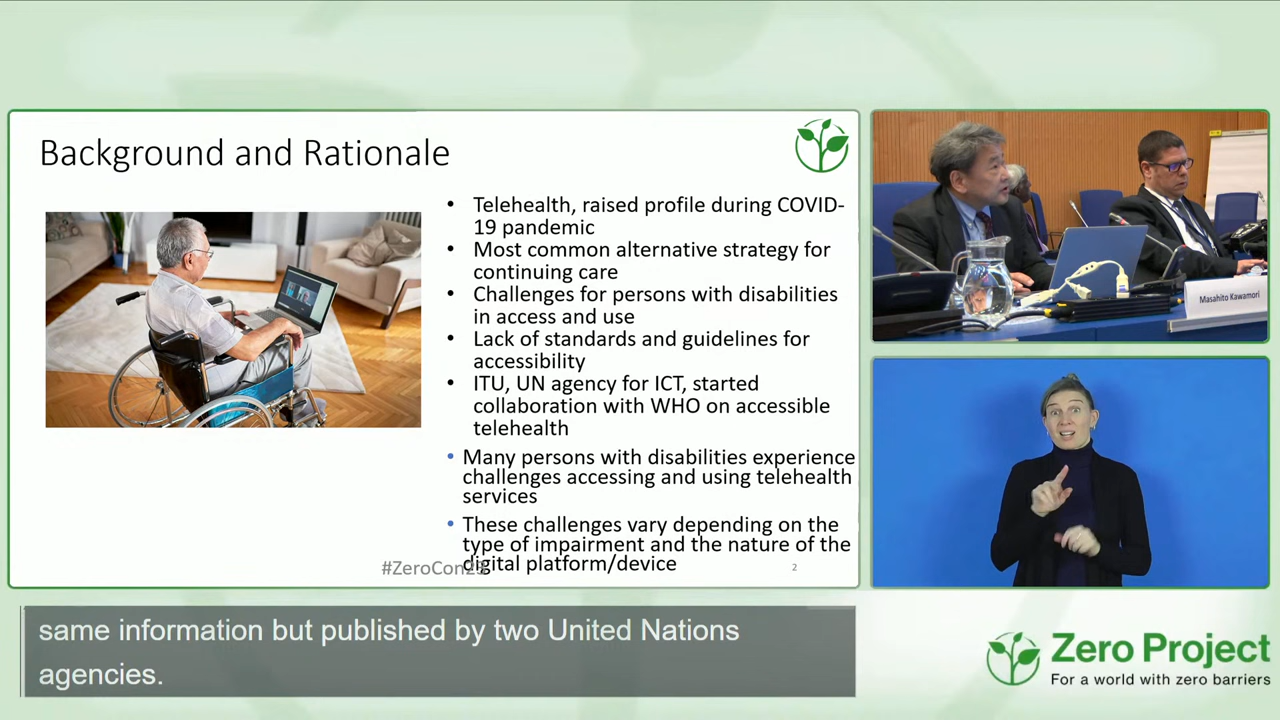 Background and Rationale
• Telehealth, raised profile during COVID-
19 pandemic
• Most common alternative strategy for
continuing care
• Challenges for persons with disabilities
in access and use
• Lack of standards and guidelines for
accessibility
• ITU, UN agency for ICT, started
collaboration with WHO on accessible
telehealth
• Many persons with disabilities experience
challenges accessing and using telehealth
services
• These challenges vary depending on the
type of impairment and the nature of the
digital platform/device
#ZeroCon23
2
Masahito Kawamori
same information but published by two United Nations
agencies.
Zero Project
For a world with zero barriers